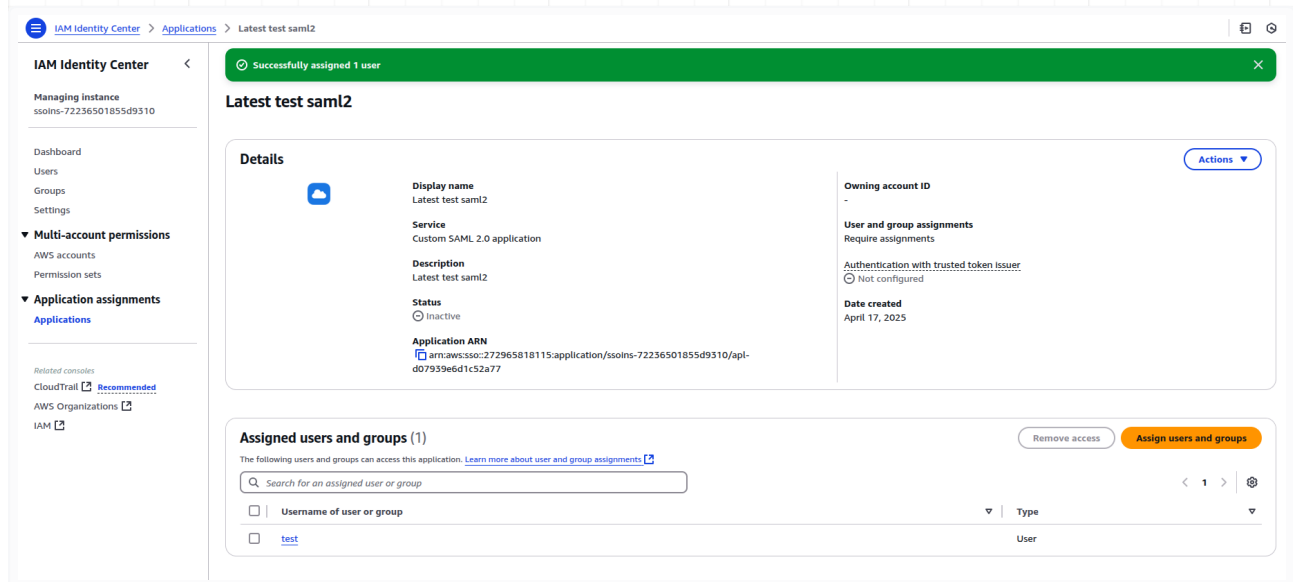 IAM Identity Center > Applications > Latest test saml2
IAM Identity Center
Managing instance
ssoins-72236501855d9310
Dashboard
Users
Groups
Settings
Multi-account permissions
AWS accounts
Permission sets
Application assignments
Applications
Related consoles
CloudTrail Recommended
AWS Organizations
IAM
Successfully assigned 1 user
Latest test saml2
Details
Actions
Display name
Latest test saml2
Service
Custom SAML 2.0 application
Description
Latest test saml2
Status
Inactive
Application ARN
arn:aws:sso::272965818115:application/ssoins-72236501855d9310/apl-
d07939e6d1c52a77
Owning account ID
-
User and group assignments
Require assignments
Authentication with trusted token issuer
Not configured
Date created
April 17, 2025
Assigned users and groups (1)
Remove access
Assign users and groups
The following users and groups can access this application. Learn more about user and group assignments
Search for an assigned user or group
1
Username of user or group
Type
test
User